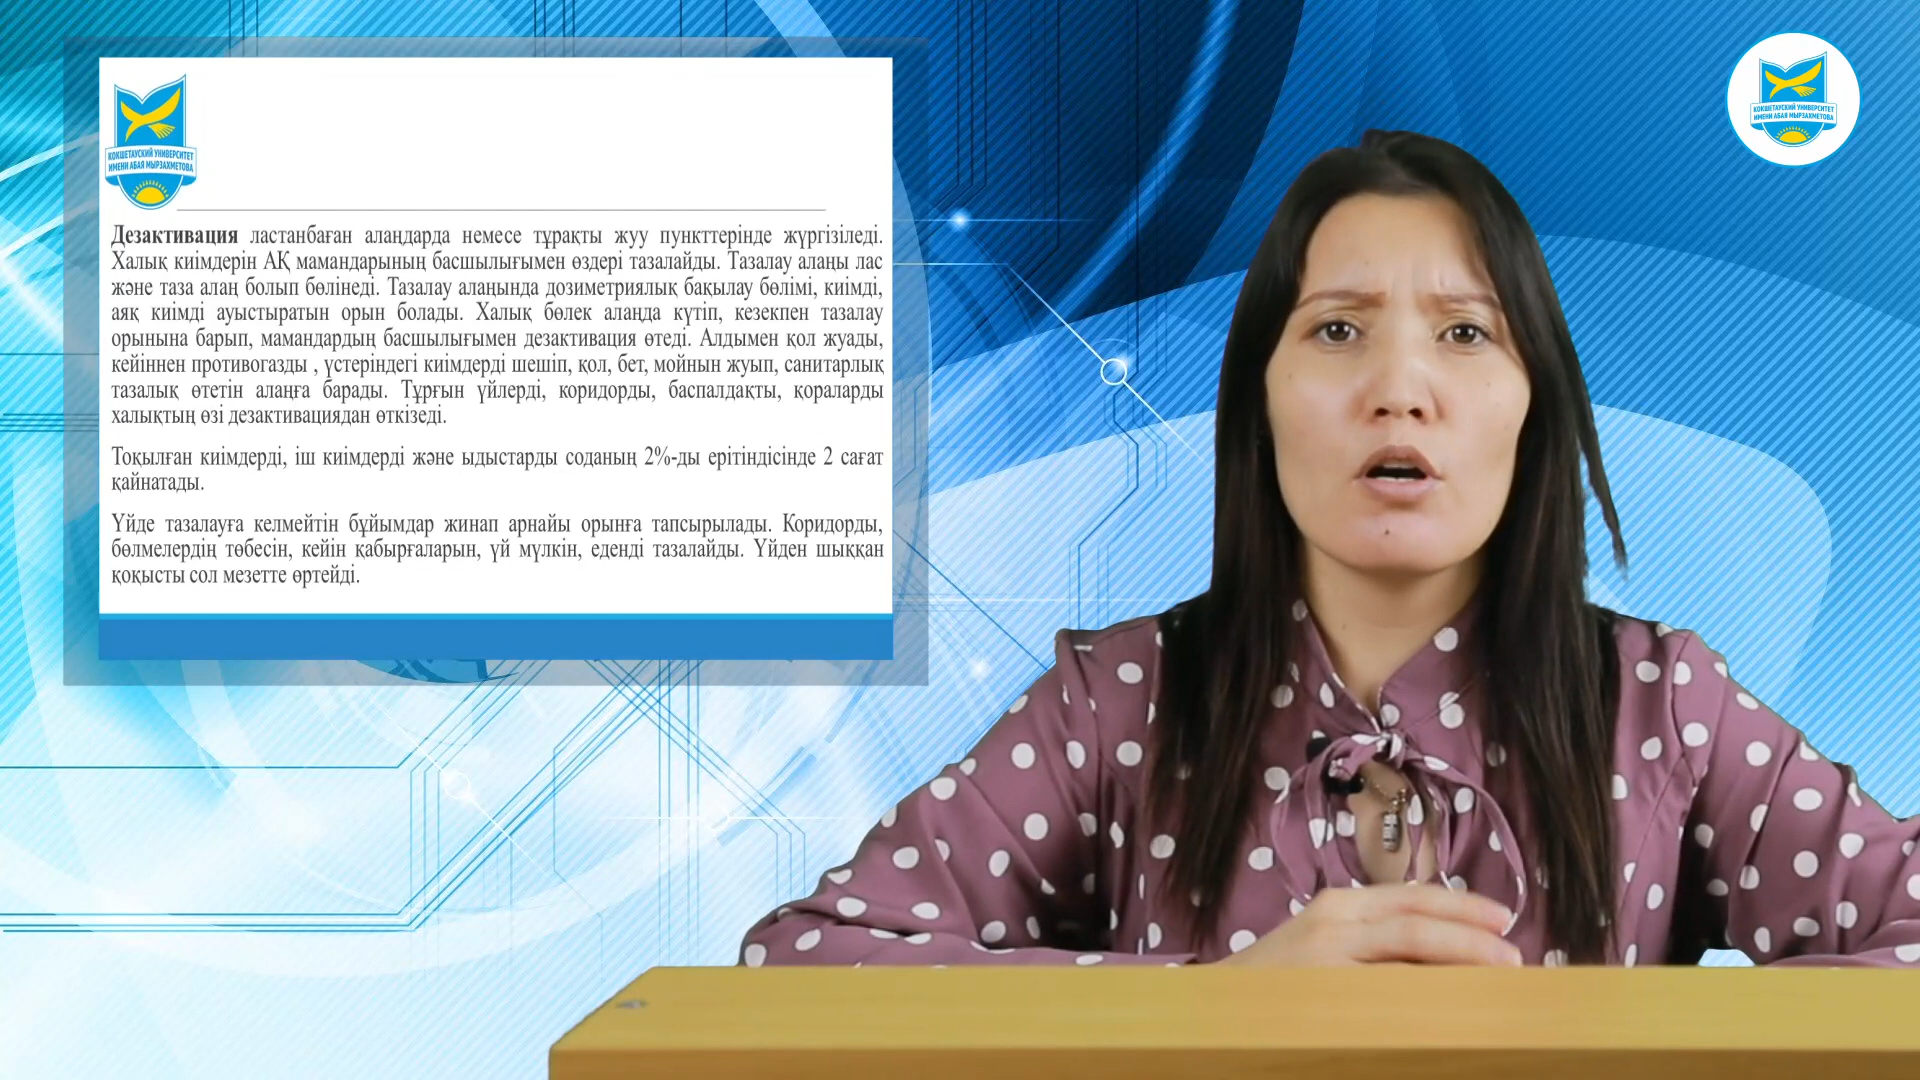 КОКШЕТАУСКИЙ УНИВЕРСИТЕТ
ИМЕНИ АБАЯ МЫРЗАХМЕТОВА
Дезактивация ластанбаған алаңдарда немесе тұрақты жуу пункттерінде жүргізіледі.
Халық киімдерін АҚ мамандарының басшылығымен өздері тазалайды. Тазалау алаңы лас
және таза алаң болып бөлінеді. Тазалау алаңында дозиметриялық бақылау бөлімі, киімді,
аяқ киімді ауыстыратын орын болады. Халық бөлек алаңда күтіп, кезекпен тазалау
орынына барып, мамандардың басшылығымен дезактивация өтеді. Алдымен қол жуады,
кейіннен противогазды , үстеріндегі киімдерді шешіп, қол, бет, мойнын жуып, санитарлық
тазалық өтетін алаңға барады. Тұрғын үйлерді, коридорды, баспалдақты, қораларды
халықтың өзі дезактивациядан өткізеді.
Тоқылған киімдерді, іш киімдерді және ыдыстарды соданың 2%-ды ерітіндісінде 2 сағат
қайнатады.
Үйде тазалауға келмейтін бұйымдар жинап арнайы орынға тапсырылады. Коридорды,
бөлмелердің төбесін, кейін қабырғаларын, үй мүлкін, еденді тазалайды. Үйден шыққан
қоқысты сол мезетте өртейді.
КОКШЕТАУСКИЙ УНИВЕРСИТЕТ
ИМЕНИ АБАЯ МЫРЗАХМЕТОВА